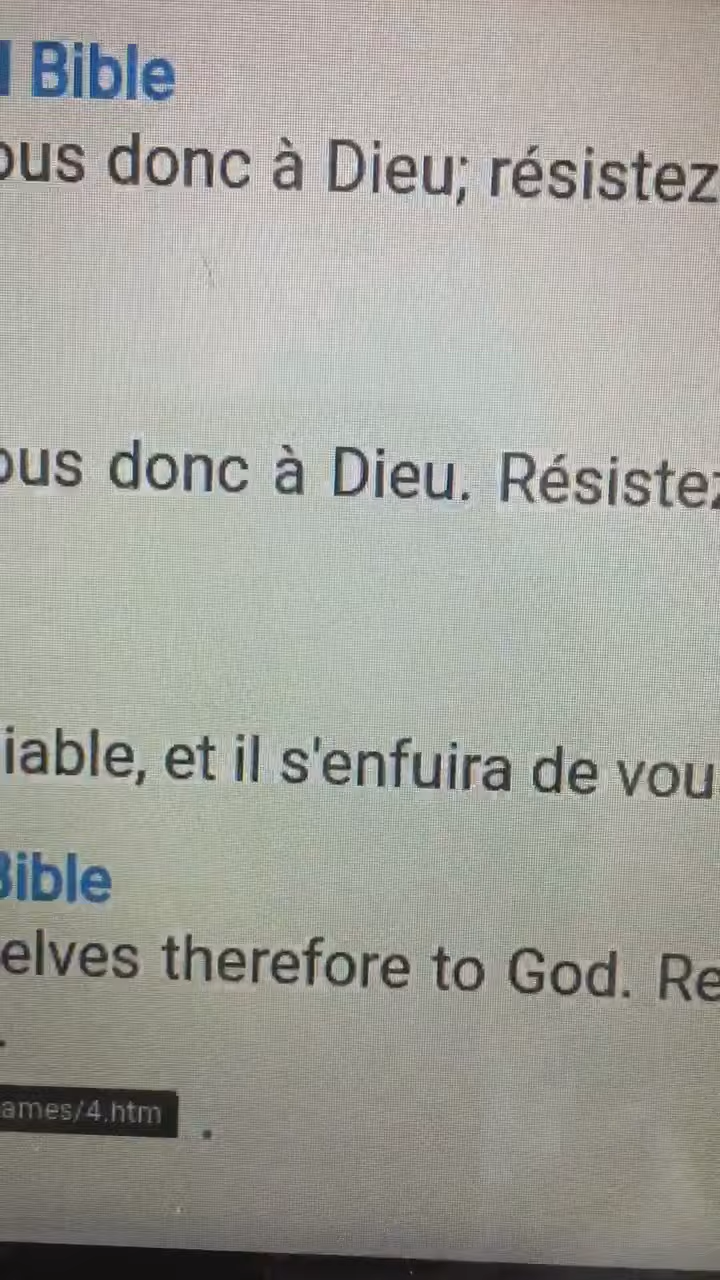 l Bible
ous donc à Dieu; résistez
ous donc à Dieu. Résistez
iable, et il s'enfuira de vou
Bible
elves therefore to God. Re
.
ames/4.htm